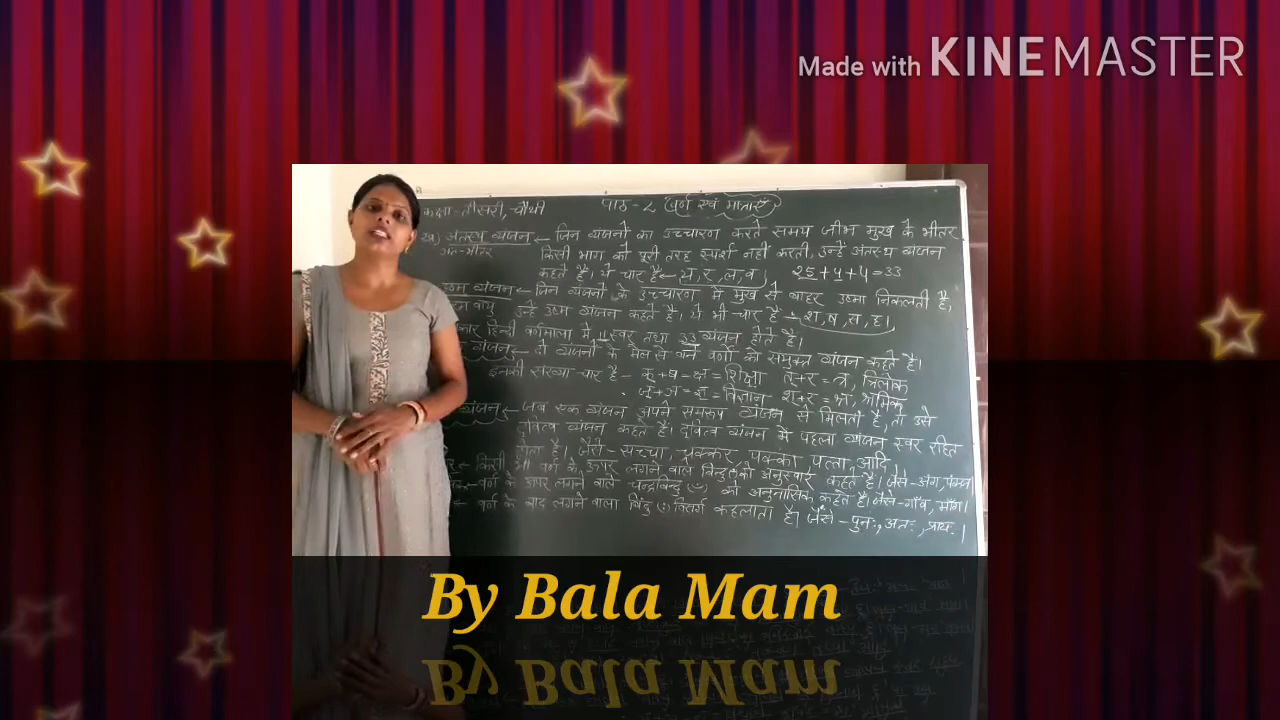 Made with KINEMASTER
कक्षा-तीसरी, चौथी पाठ-2 (वर्ण एवं मात्राएँ)
अंतस्थ व्यंजन - जिन व्यंजनों का उच्चारण करते समय जीभ मुख के भीतर
अंत-भीतर किसी भाग को पूरी तरह स्पर्श नहीं करती, उन्हें अंतस्थ व्यंजन
कहते हैं। ये चार हैं - य, र, ल, व। 25+4+4=33
व्यंजन - जिन व्यंजनों के उच्चारण में मुख से बाहर उष्मा निकलती है,
वायु उन्हें उष्म व्यंजन कहते हैं, ये भी चार हैं - श, ष, स, ह।
हिन्दी वर्णमाला में 11 स्वर तथा 33 व्यंजन होते हैं।
व्यंजन - दो व्यंजनों के मेल से बने वर्णों को संयुक्त व्यंजन कहते हैं।
इनकी संख्या चार है - क्+ष=क्ष=शिक्षा त्+र=त्र, त्रिलोक
ज्+ञ=ज्ञ=विज्ञान श्+र=श्र, श्रमिक
व्यंजन - जब एक व्यंजन अपने समरूप व्यंजन से मिलता है, तो उसे
द्वित्व व्यंजन कहते हैं। द्वित्व व्यंजन में पहला व्यंजन स्वर रहित
होता है। जैसे - सच्चा, चक्कर, पक्का, पत्ता, आदि
- किसी भी वर्ण के ऊपर लगने वाले बिन्दु को अनुस्वार कहते हैं। जैसे - अंग,
- वर्ण के ऊपर लगने वाले चन्द्रबिन्दु (ँ) को अनुनासिक कहते हैं। जैसे - गाँव, माँग।
- वर्ण के बाद लगने वाला बिंदु (:) विसर्ग कहलाता है। जैसे - पुनः, अतः, प्रायः।
By Bala Mam